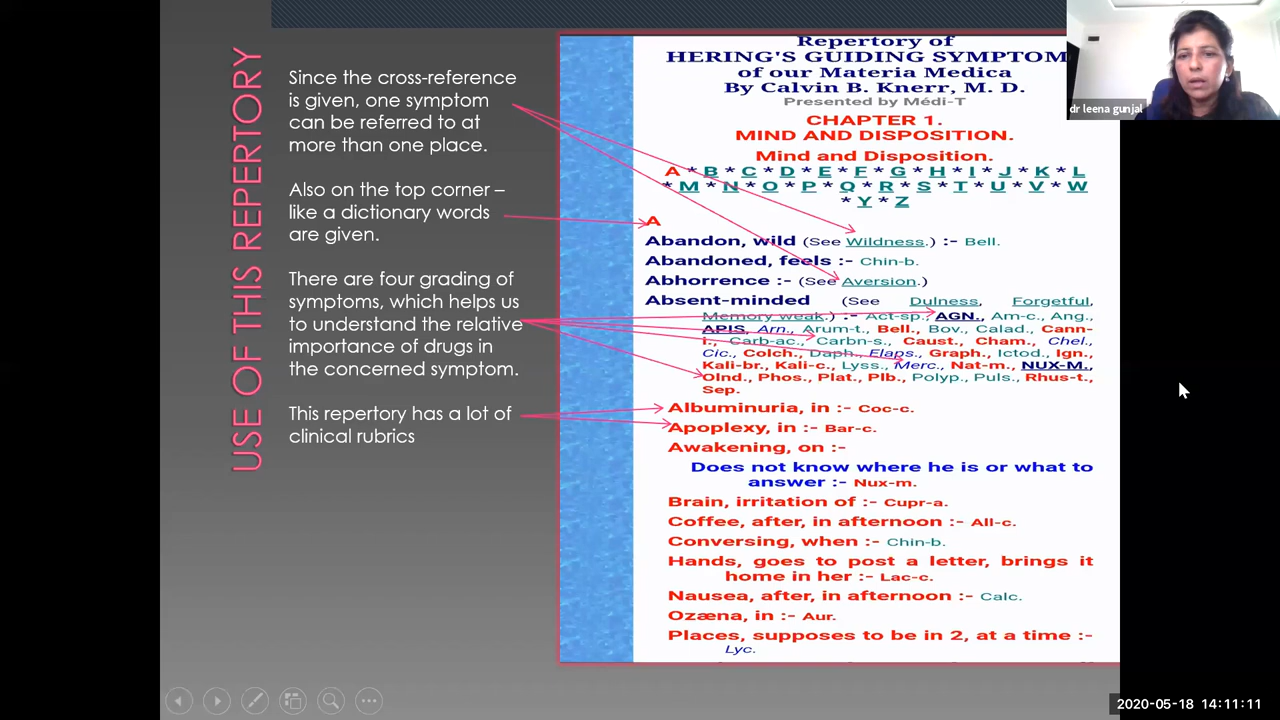 USE OF THIS REPERTORY
Since the cross-reference
is given, one symptom
can be referred to at
more than one place.
Also on the top corner –
like a dictionary words
are given.
There are four grading of
symptoms, which helps us
to understand the relative
importance of drugs in
the concerned symptom.
This repertory has a lot of
clinical rubrics
Repertory of
HERING'S GUIDING SYMPTOM
of our Materia Medica
By Calvin B. Knerr, M. D.
Presented by Médi-T
CHAPTER 1.
MIND AND DISPOSITION.
Mind and Disposition.
A * B * C * D * E * F * G * H * I * J * K * L
* M * N * O * P * Q * R * S * T * U * V * W
* Y * Z
A
Abandon, wild (See Wildness.) :- Bell.
Abandoned, feels :- Chin-b.
Abhorrence :- (See Aversion.)
Absent-minded (See Dulness, Forgetful,
Memory weak.) :- Act-sp., AGN., Am-c., Ang.,
APIS, Arn., Arum-t., Bell., Bov., Calad., Cann-
i., Carb-ac., Carbn-s., Caust., Cham., Chel.,
Cic., Colch., Daph., Elaps., Graph., Ictod., Ign.,
Kali-br., Kali-c., Lyss., Merc., Nat-m., NUX-M.,
Olnd., Phos., Plat., Plb., Polyp., Puls., Rhus-t.,
Sep.
Albuminuria, in :- Coc-c.
Apoplexy, in :- Bar-c.
Awakening, on :-
Does not know where he is or what to
answer :- Nux-m.
Brain, irritation of :- Cupr-a.
Coffee, after, in afternoon :- All-c.
Conversing, when :- Chin-b.
Hands, goes to post a letter, brings it
home in her :- Lac-c.
Nausea, after, in afternoon :- Calc.
Ozæna, in :- Aur.
Places, supposes to be in 2, at a time :-
Lyc.
dr leena gunjal
2020-05-18 14:11:11